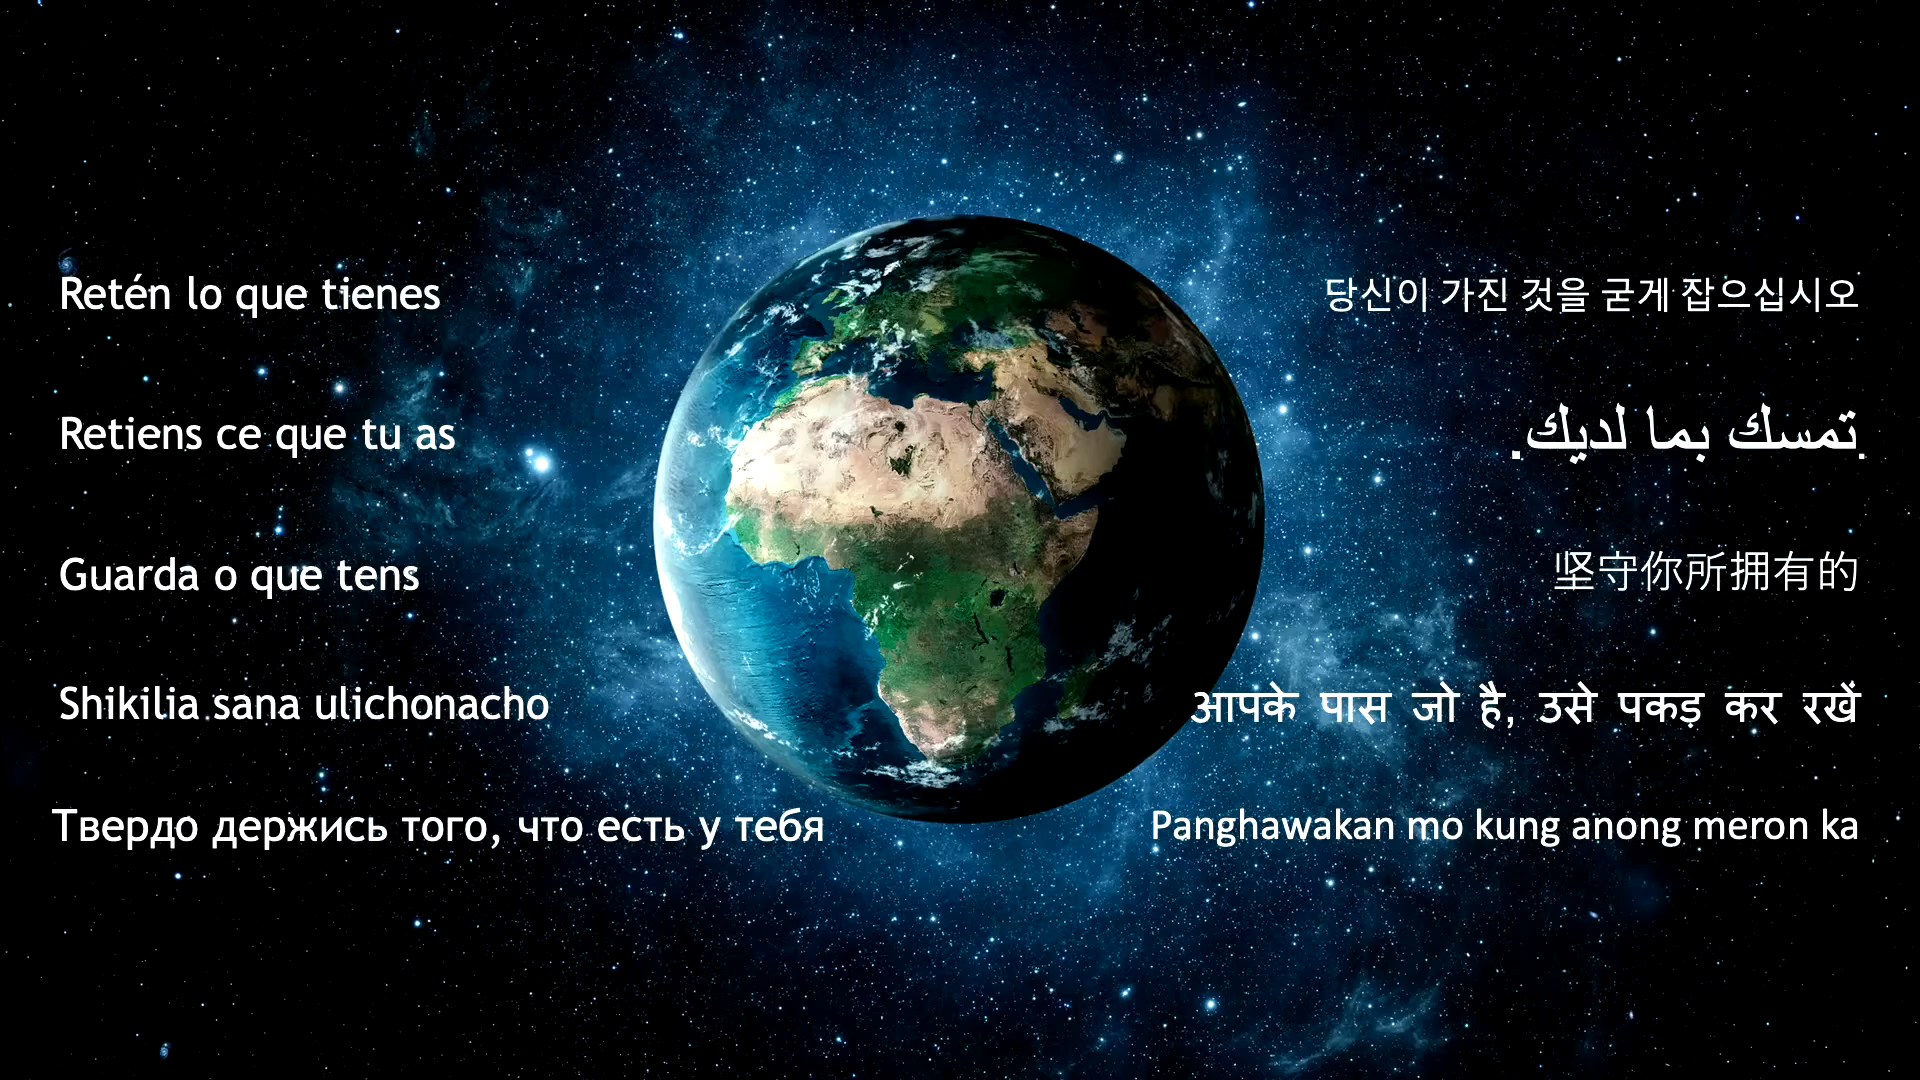 Retén lo que tienes
Retiens ce que tu as
Guarda o que tens
Shikilia sana ulichonacho
Твердо держись того, что есть у тебя
당신이 가진 것을 굳게 잡으십시오
.تمسك بما لديك.
坚守你所拥有的
आपके पास जो है, उसे पकड़ कर रखें
Panghawakan mo kung anong meron ka